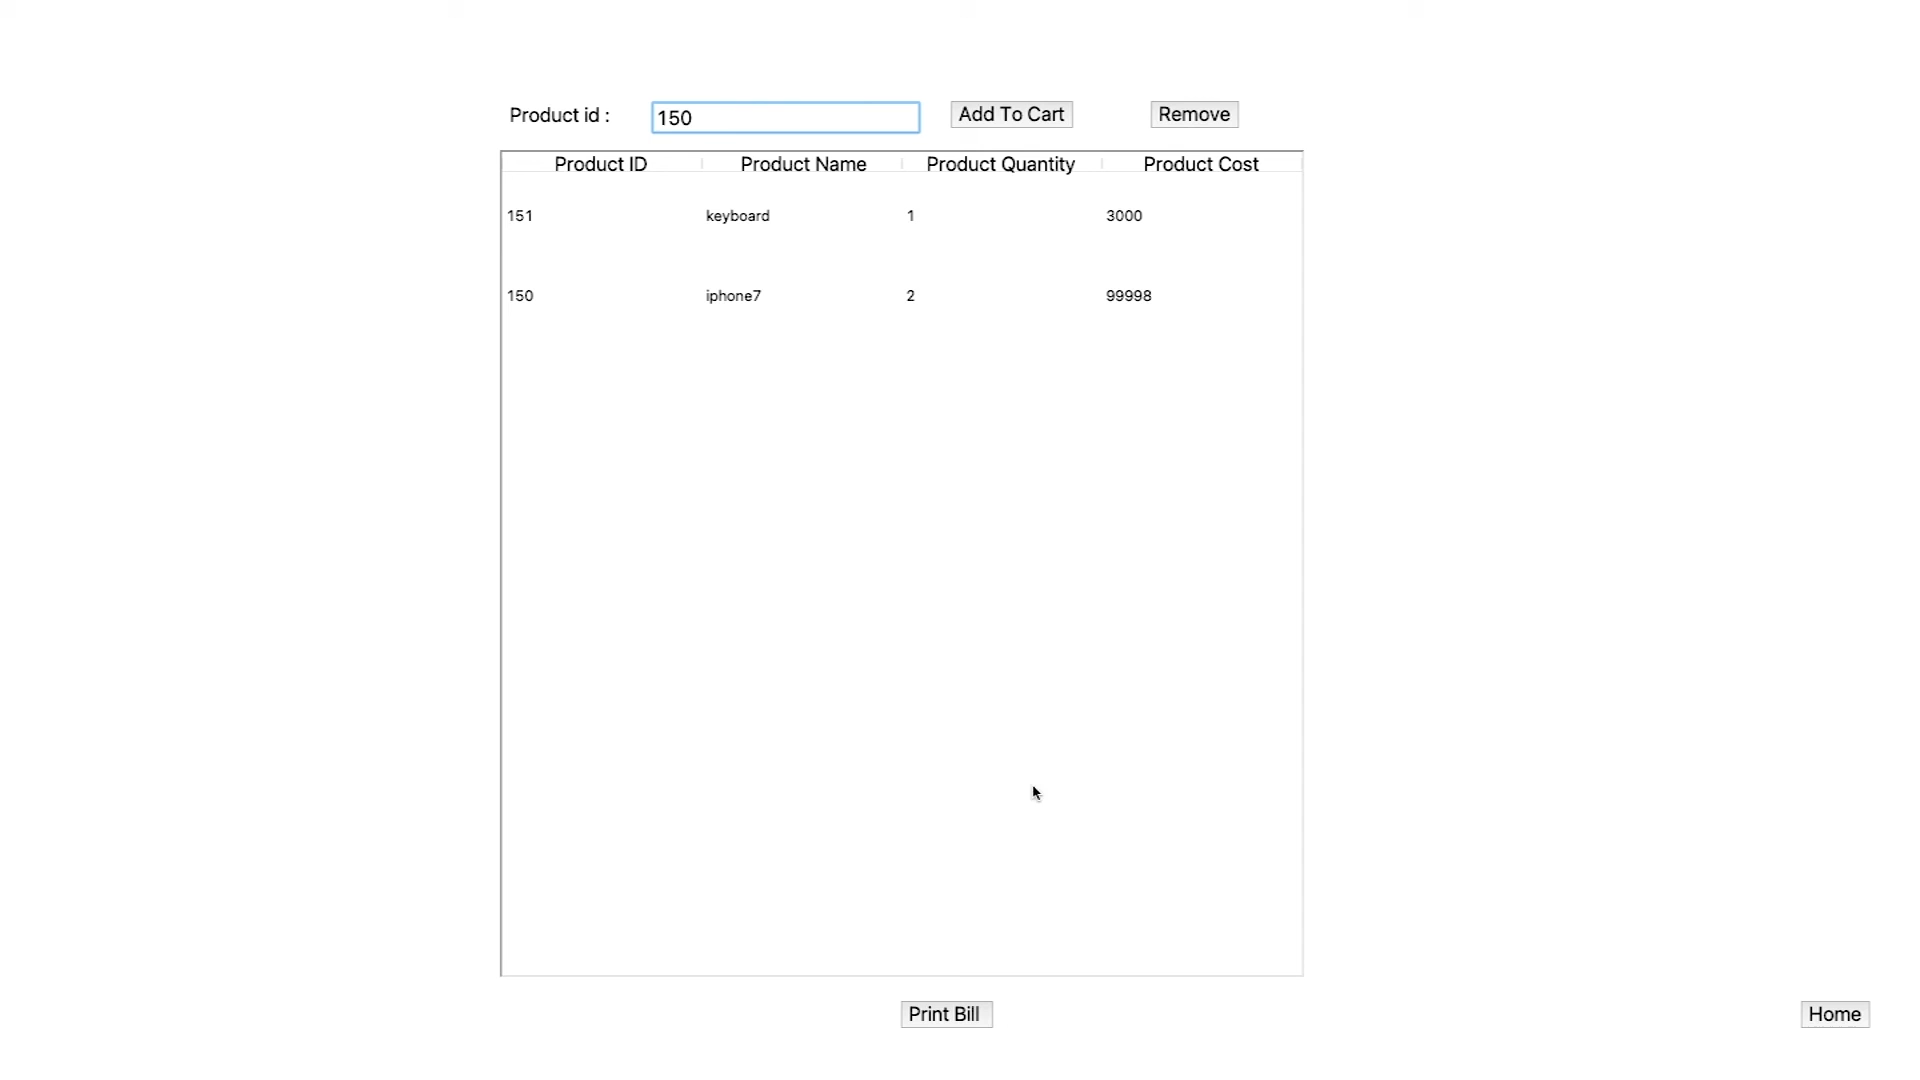 Product id : 150 Add To Cart Remove
Product ID Product Name Product Quantity Product Cost
151 keyboard 1 3000
150 iphone7 2 99998
Print Bill Home